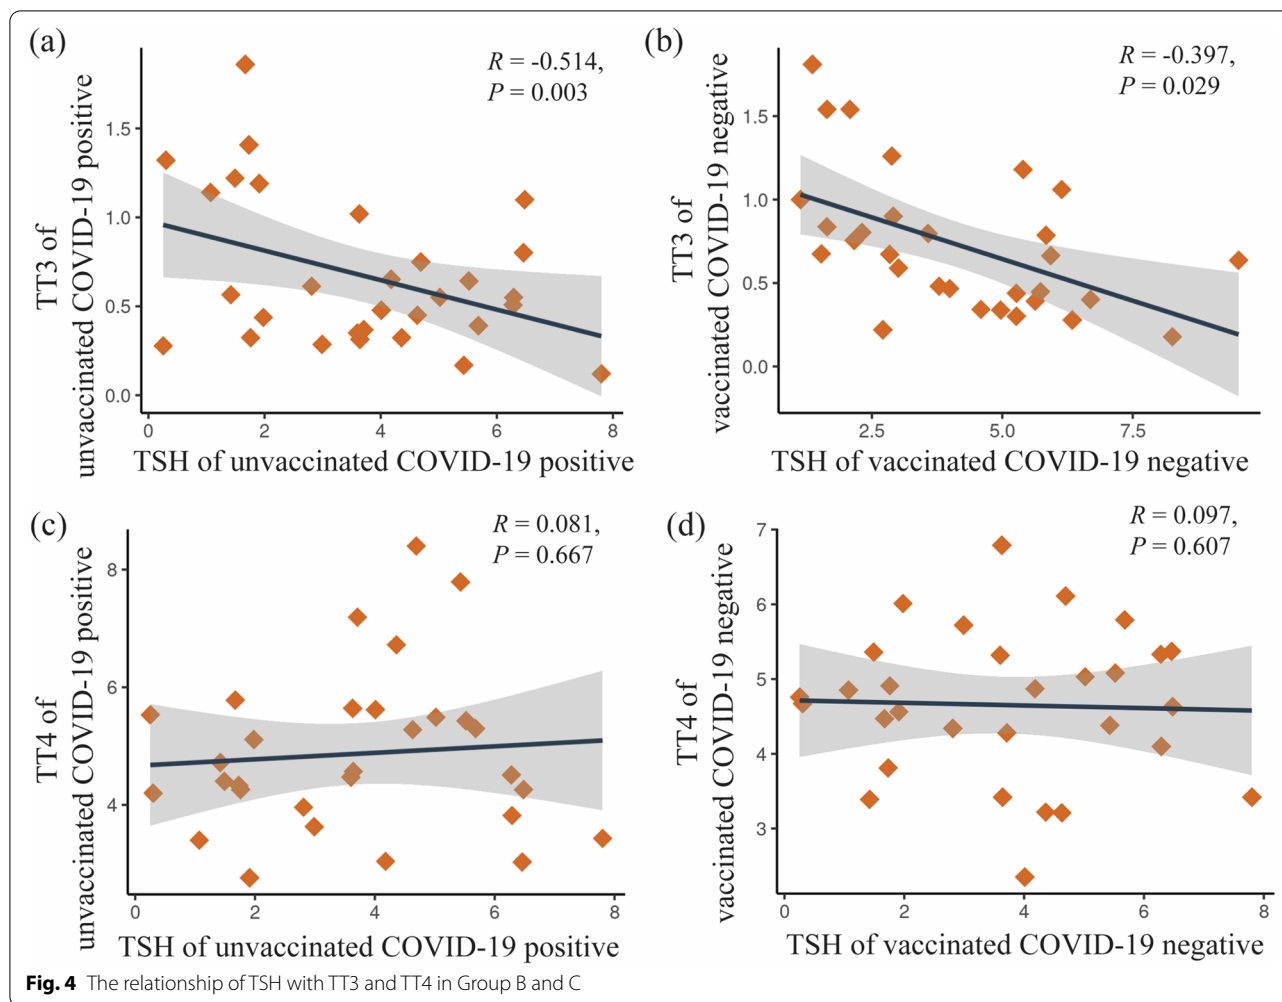 (a)
R = -0.514,
P = 0.003
TT3 of
unvaccinated COVID-19 positive
1.5
1.0
0.5
0.0
0 2 4 6 8
TSH of unvaccinated COVID-19 positive
(b)
R = -0.397,
P = 0.029
TT3 of
vaccinated COVID-19 negative
1.5
1.0
0.5
0.0
2.5 5.0 7.5
TSH of vaccinated COVID-19 negative
(c)
R = 0.081,
P = 0.667
TT4 of
unvaccinated COVID-19 positive
8
6
4
0 2 4 6 8
TSH of unvaccinated COVID-19 positive
(d)
R = 0.097,
P = 0.607
TT4 of
vaccinated COVID-19 negative
7
6
5
4
3
0 2 4 6 8
TSH of vaccinated COVID-19 negative
Fig. 4 The relationship of TSH with TT3 and TT4 in Group B and C